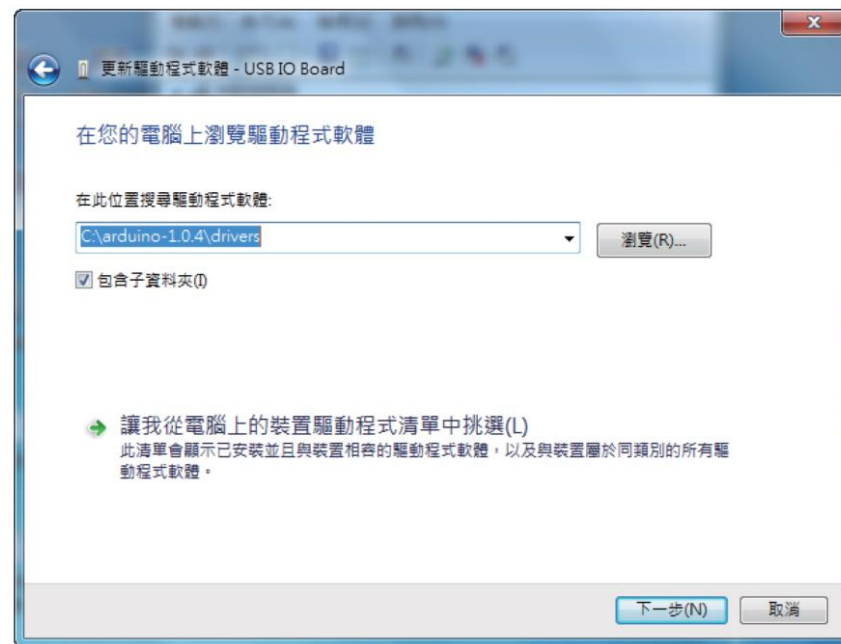 更新驅動程式軟體 - USB IO Board
在您的電腦上瀏覽驅動程式軟體
在此位置搜尋驅動程式軟體:
C:\arduino-1.0.4\drivers
瀏覽(R)...
包含子資料夾(I)
讓我從電腦上的裝置驅動程式清單中挑選(L)
此清單會顯示已安裝並且與裝置相容的驅動程式軟體，以及與裝置屬於同類別的所有驅
動程式軟體。
下一步(N)
取消